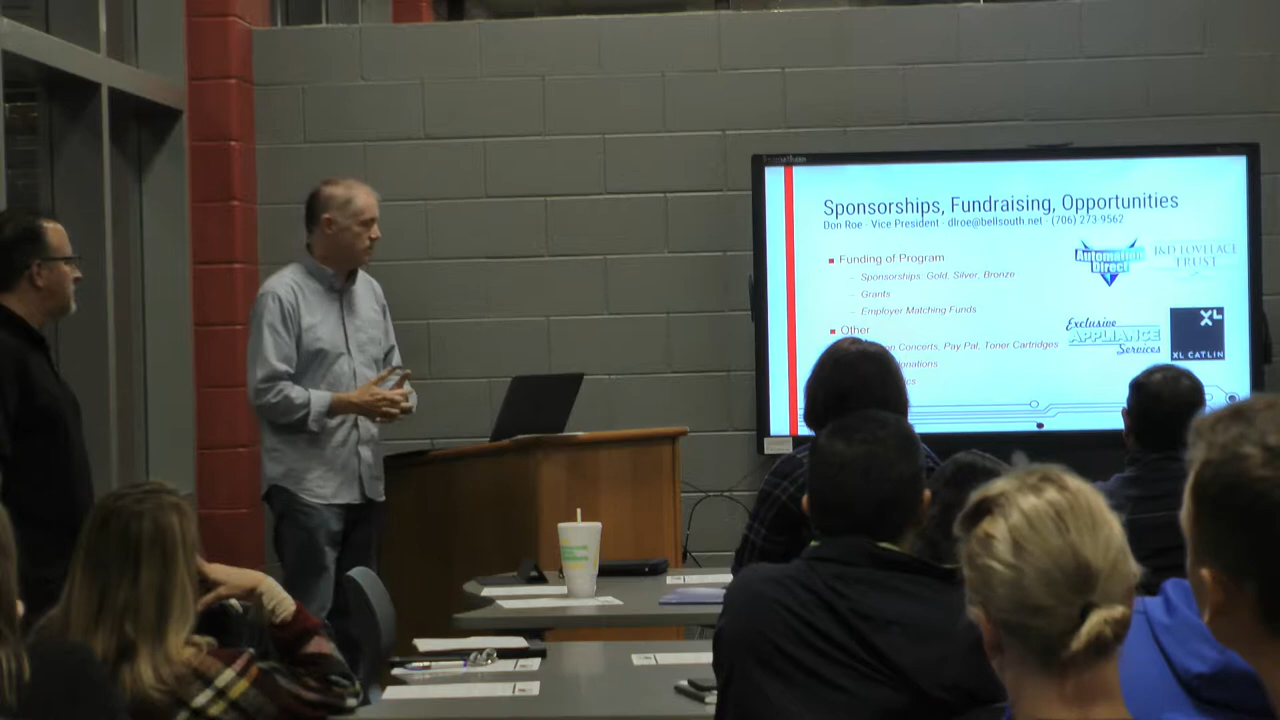 Sponsorships, Fundraising, Opportunities
Don Roe - Vice President - dlroe@bellsouth.net - (706) 273-9562
Funding of Program
– Sponsorships: Gold, Silver, Bronze
– Grants
– Employer Matching Funds
Other
Concerts, Pay Pal, Toner Cartridges
Automation
Direct
J&D LOVELACE
TRUST
Exclusive
APPLIANCE
Services
XL
XL CATLIN